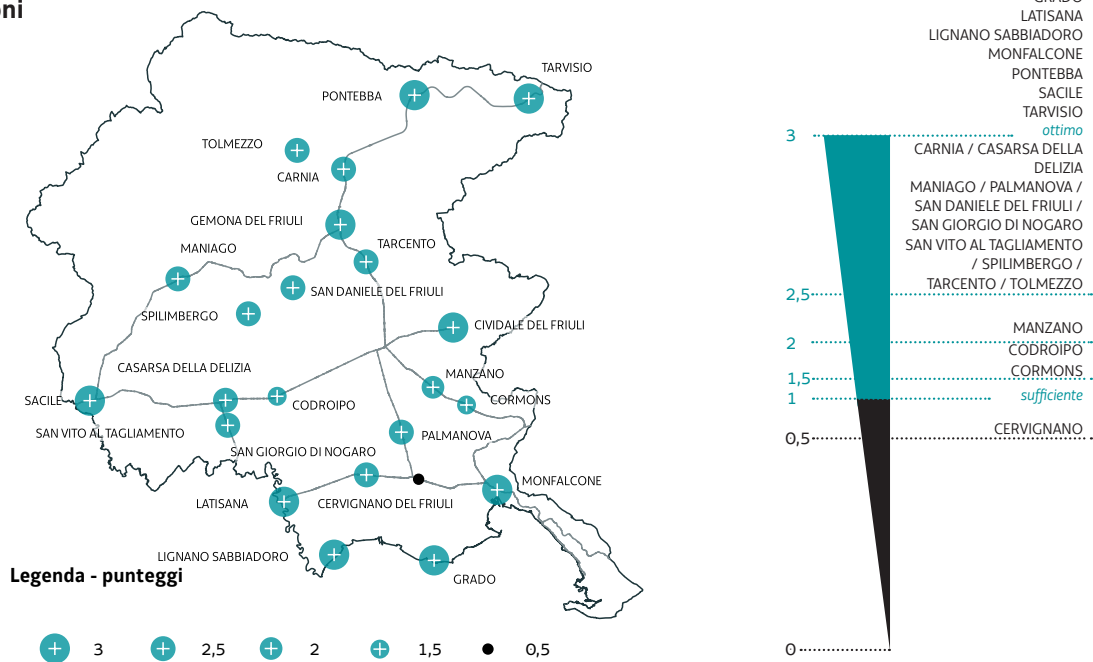 oni
TARVISIO
PONTEBBA
TOLMEZZO
CARNIA
GEMONA DEL FRIULI
TARCENTO
MANIAGO
SAN DANIELE DEL FRIULI
SPILIMBERGO
CIVIDALE DEL FRIULI
CASARSA DELLA DELIZIA
MANZANO
SACILE
CODROIPO
CORMONS
SAN VITO AL TAGLIAMENTO
PALMANOVA
SAN GIORGIO DI NOGARO
MONFALCONE
LATISANA
CERVIGNANO DEL FRIULI
LIGNANO SABBIADORO
GRADO
Legenda - punteggi
3
2,5
2
1,5
0,5
GRADO
LATISANA
LIGNANO SABBIADORO
MONFALCONE
PONTEBBA
SACILE
TARVISIO
3
ottimo
CARNIA / CASARSA DELLA
DELIZIA
MANIAGO / PALMANOVA /
SAN DANIELE DEL FRIULI /
SAN GIORGIO DI NOGARO
SAN VITO AL TAGLIAMENTO
/ SPILIMBERGO /
TARCENTO / TOLMEZZO
2,5
MANZANO
2
CODROIPO
CORMONS
1,5
1
sufficiente
CERVIGNANO
0,5
0